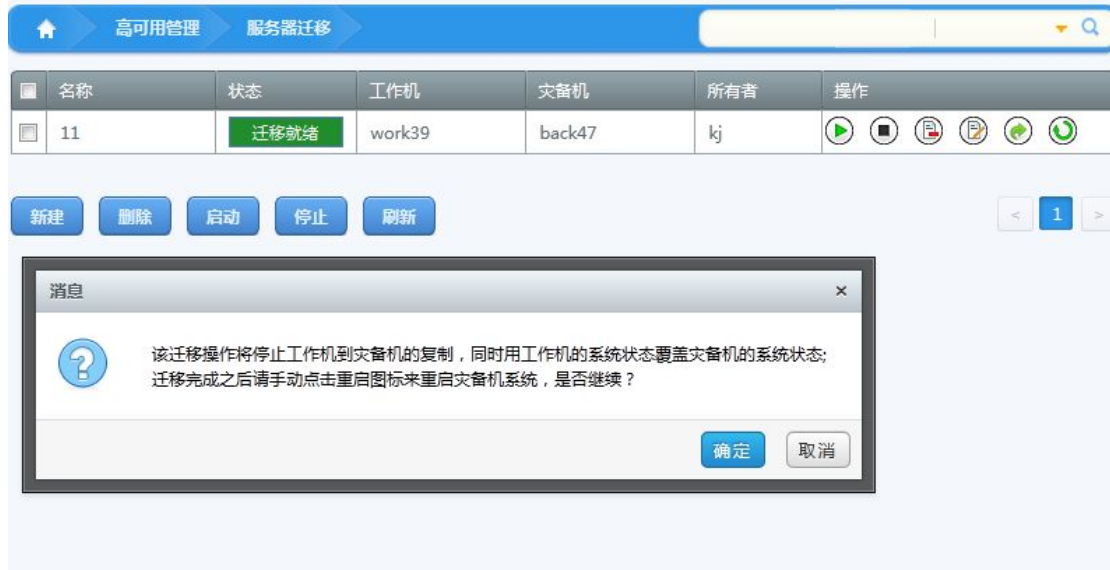 高可用管理 服务器迁移
名称 状态 工作机 灾备机 所有者 操作
11 迁移就绪 work39 back47 kj
新建 删除 启动 停止 刷新 < 1 >
消息 ×
该迁移操作将停止工作机到灾备机的复制，同时用工作机的系统状态覆盖灾备机的系统状态;
迁移完成之后请手动点击重启图标来重启灾备机系统，是否继续？
确定 取消